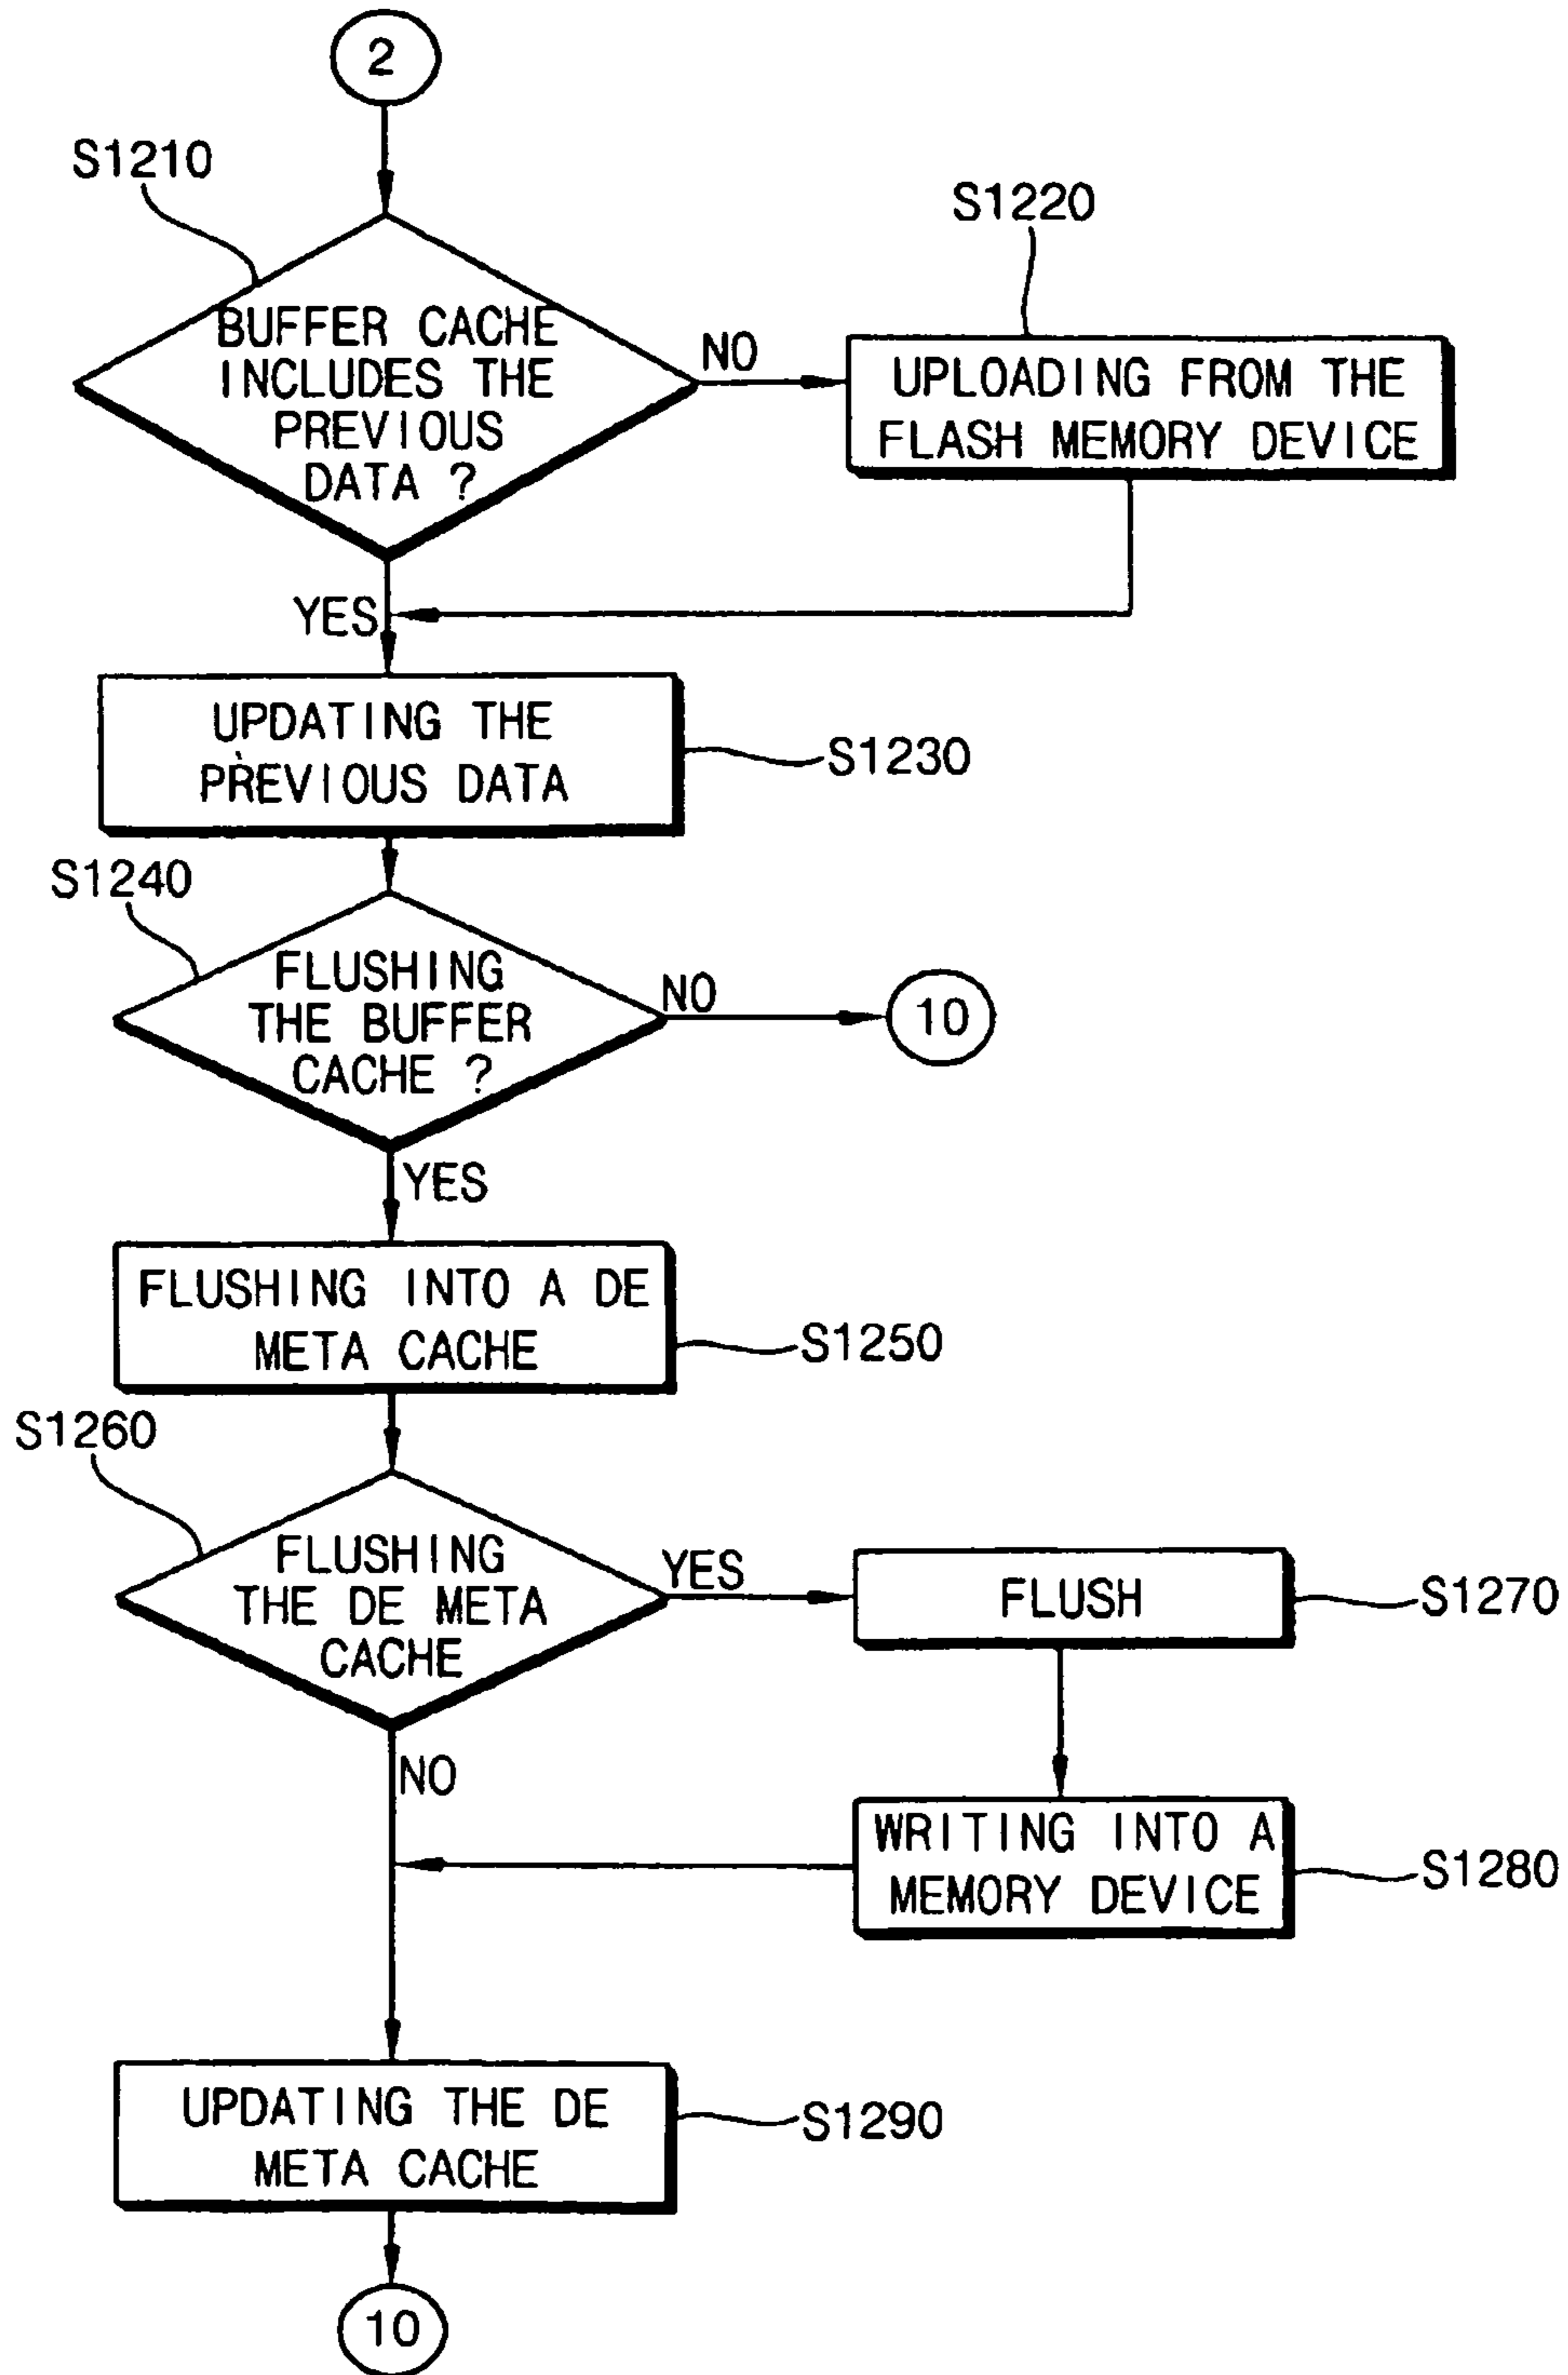 2
S1210
S1220
BUFFER CACHE
INCLUDES THE
PREVIOUS
DATA ?
NO
UPLOADING FROM THE
FLASH MEMORY DEVICE
YES
UPDATING THE
PREVIOUS DATA
S1230
S1240
FLUSHING
THE BUFFER
CACHE ?
NO
10
YES
FLUSHING INTO A DE
META CACHE
S1250
S1260
FLUSHING
THE DE META
CACHE
YES
FLUSH
S1270
NO
WRITING INTO A
MEMORY DEVICE
S1280
UPDATING THE DE
META CACHE
S1290
10